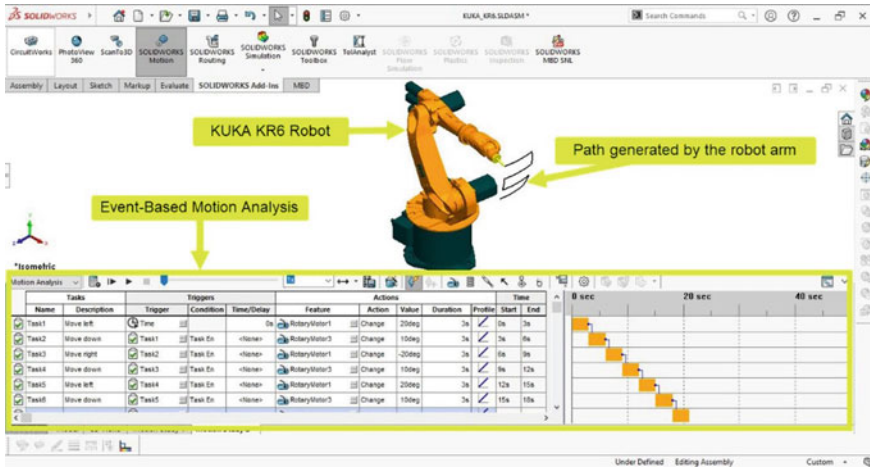 SOLIDWORKS
KUKA_KR6.SLDASM *
Search Commands
CircuitWorks
PhotoView 360
ScanTo3D
SOLIDWORKS Motion
SOLIDWORKS Routing
SOLIDWORKS Simulation
SOLIDWORKS Toolbox
TolAnalyst
SOLIDWORKS Flow Simulation
SOLIDWORKS Plastics
SOLIDWORKS Inspection
SOLIDWORKS MBD SNL
Assembly Layout Sketch Markup Evaluate SOLIDWORKS Add-Ins MBD
KUKA KR6 Robot
Path generated by the robot arm
Event-Based Motion Analysis
*Isometric
Motion Analysis
Tasks Triggers Actions Time 0 sec 20 sec 40 sec
Name Description Trigger Condition Time/Delay Feature Action Value Duration Profile Start End
Task1 Move left Time 0s RotaryMotor1 Change 20deg 3s 0s 3s
Task2 Move down Task1 Task En <None> RotaryMotor3 Change 10deg 3s 3s 6s
Task3 Move right Task2 Task En <None> RotaryMotor1 Change -20deg 3s 6s 9s
Task4 Move down Task3 Task En <None> RotaryMotor3 Change 10deg 3s 9s 12s
Task5 Move left Task4 Task En <None> RotaryMotor1 Change 20deg 3s 12s 15s
Task6 Move down Task5 Task En <None> RotaryMotor3 Change 10deg 3s 15s 18s
Under Defined Editing Assembly Custom